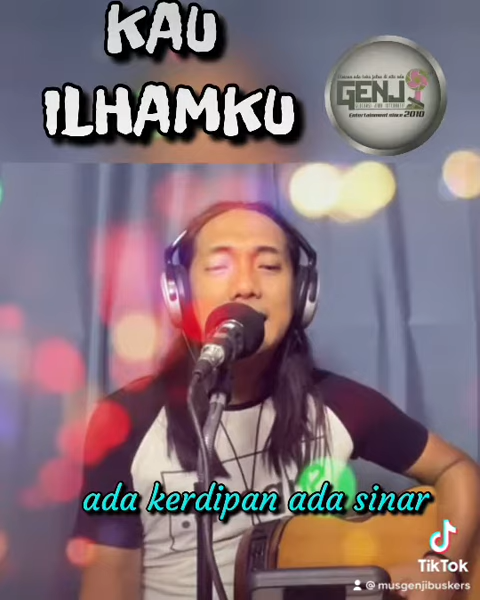 KAU
ILHAMKU
GENJI
Entertainment since 2010
ada kerdipan ada sinar
TikTok
@musgenjibuskers